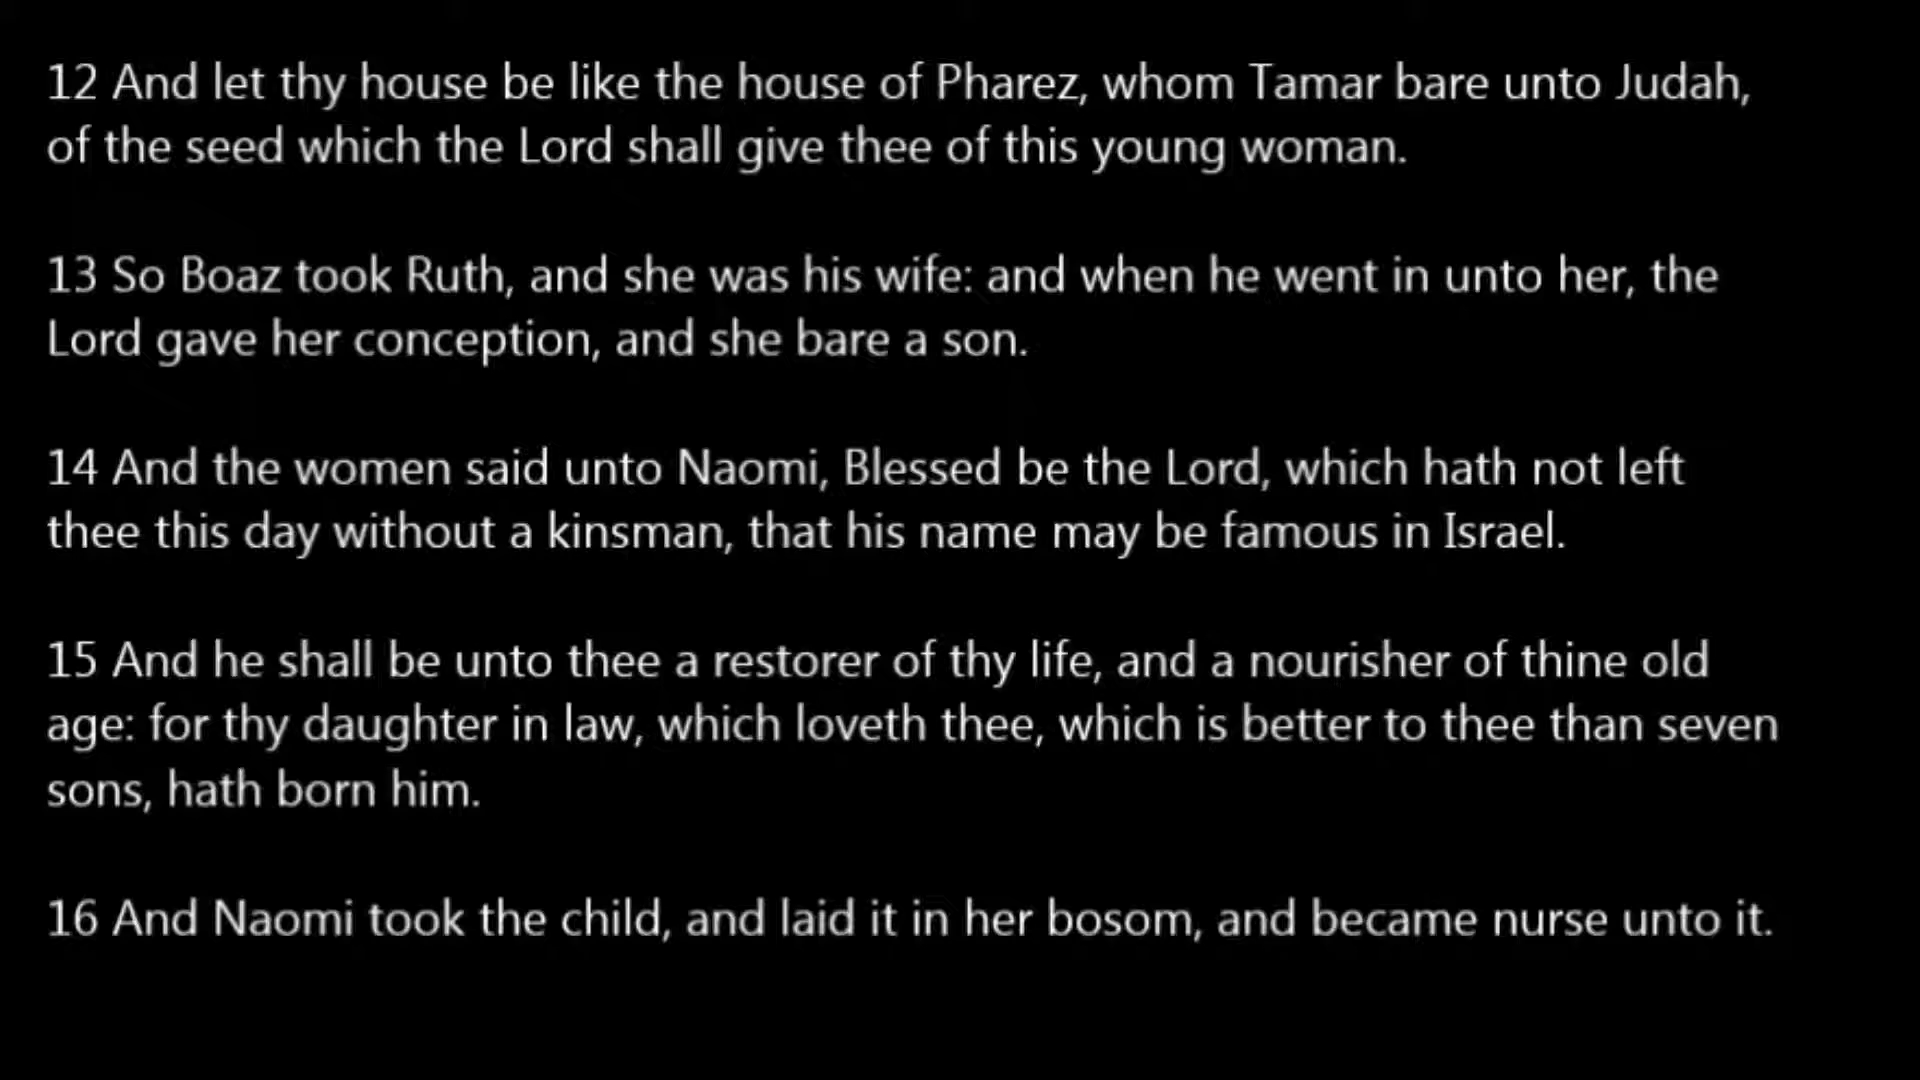 12 And let thy house be like the house of Pharez, whom Tamar bare unto Judah,
of the seed which the Lord shall give thee of this young woman.
13 So Boaz took Ruth, and she was his wife: and when he went in unto her, the
Lord gave her conception, and she bare a son.
14 And the women said unto Naomi, Blessed be the Lord, which hath not left
thee this day without a kinsman, that his name may be famous in Israel.
15 And he shall be unto thee a restorer of thy life, and a nourisher of thine old
age: for thy daughter in law, which loveth thee, which is better to thee than seven
sons, hath born him.
16 And Naomi took the child, and laid it in her bosom, and became nurse unto it.